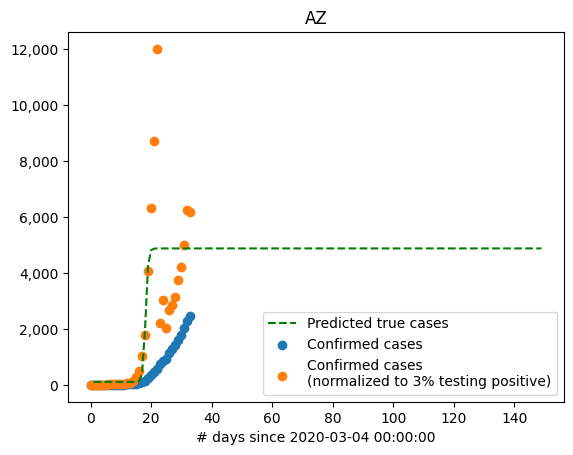 AZ
12,000
10,000
8,000
6,000
4,000
2,000
0
Predicted true cases
Confirmed cases
Confirmed cases
(normalized to 3% testing positive)
0 20 40 60 80 100 120 140
# days since 2020-03-04 00:00:00